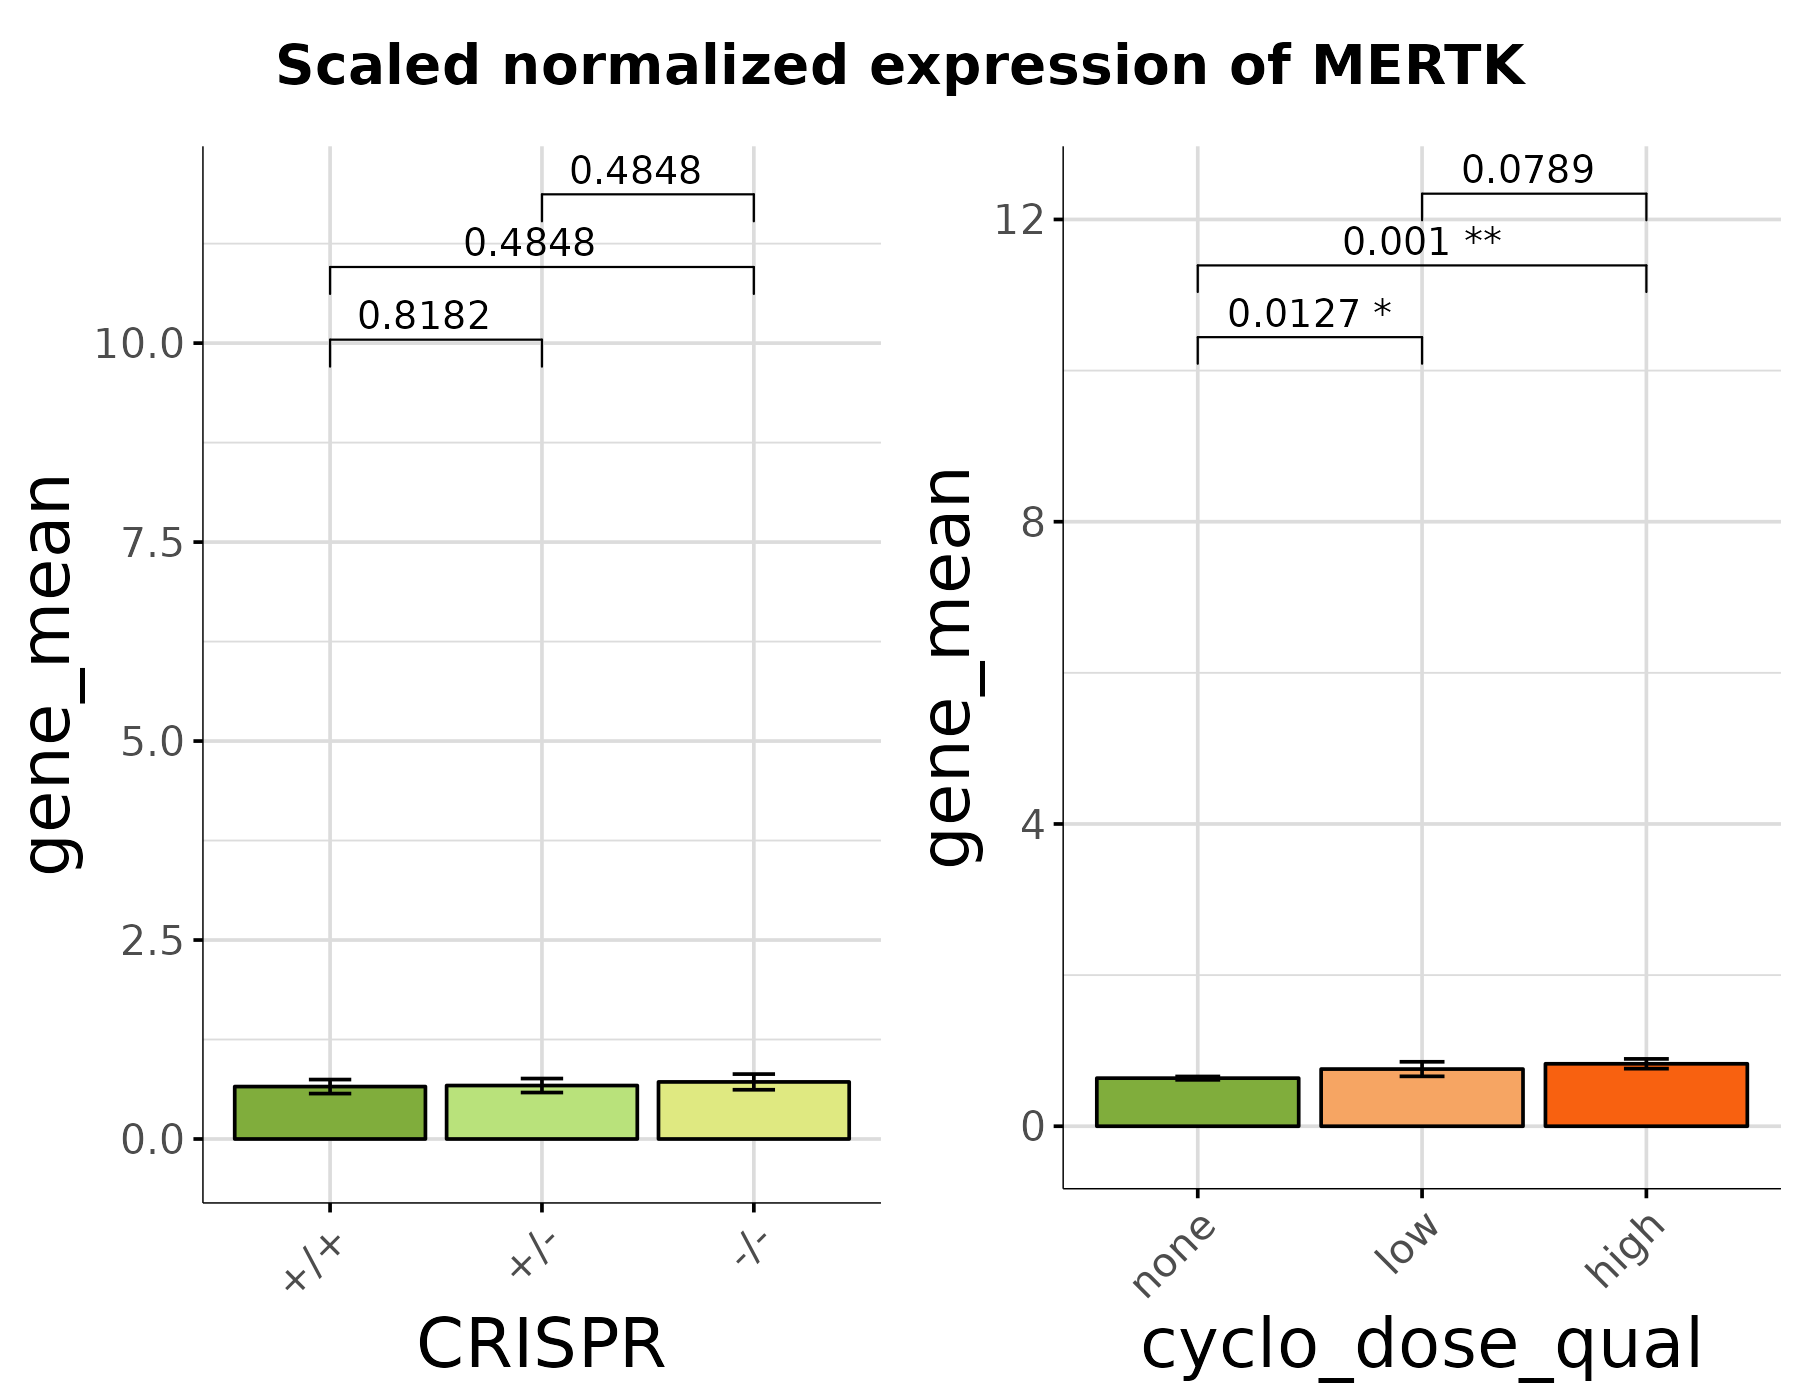 Scaled normalized expression of MERTK
gene_mean
10.0
7.5
5.0
2.5
0.0
0.4848
0.4848
0.8182
+/+
+/-
-/-
CRISPR
gene_mean
12
8
4
0
0.0789
0.001 **
0.0127 *
none
low
high
cyclo_dose_qual